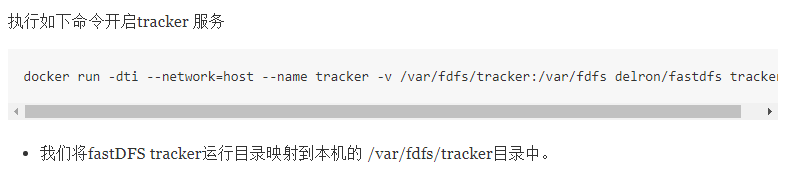 执行如下命令开启tracker 服务
docker run -dti --network=host --name tracker -v /var/fdfs/tracker:/var/fdfs delron/fastdfs tracker
我们将fastDFS tracker运行目录映射到本机的 /var/fdfs/tracker目录中。